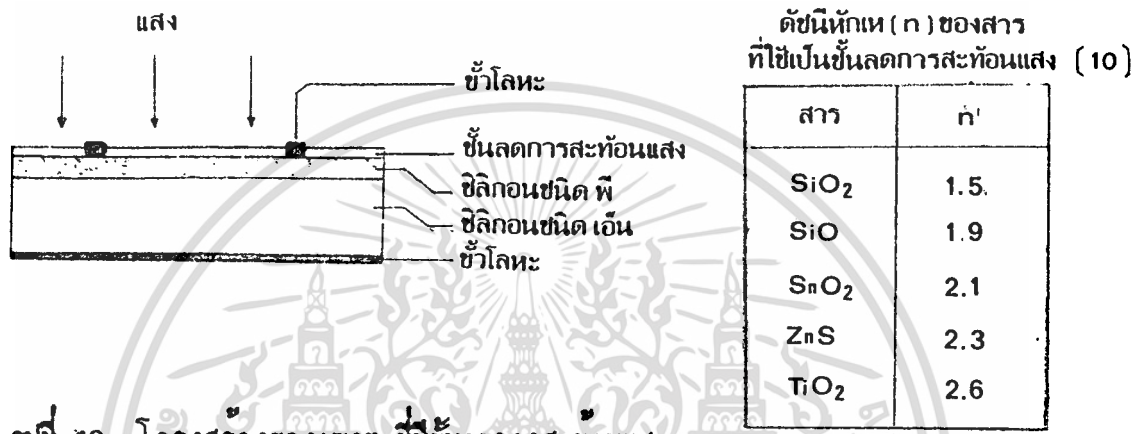 แสง
ขั้วโลหะ
ชั้นลดการสะท้อนแสง
ซิลิกอนชนิด พี
ซิลิกอนชนิด เอ็น
ขั้วโลหะ
ดัชนีหักเห (n) ของสาร
ที่ใช้เป็นชั้นลดการสะท้อนแสง (10)
สาร n
SiO₂ 1.5
SiO 1.9
SnO₂ 2.1
ZnS 2.3
TiO₂ 2.6